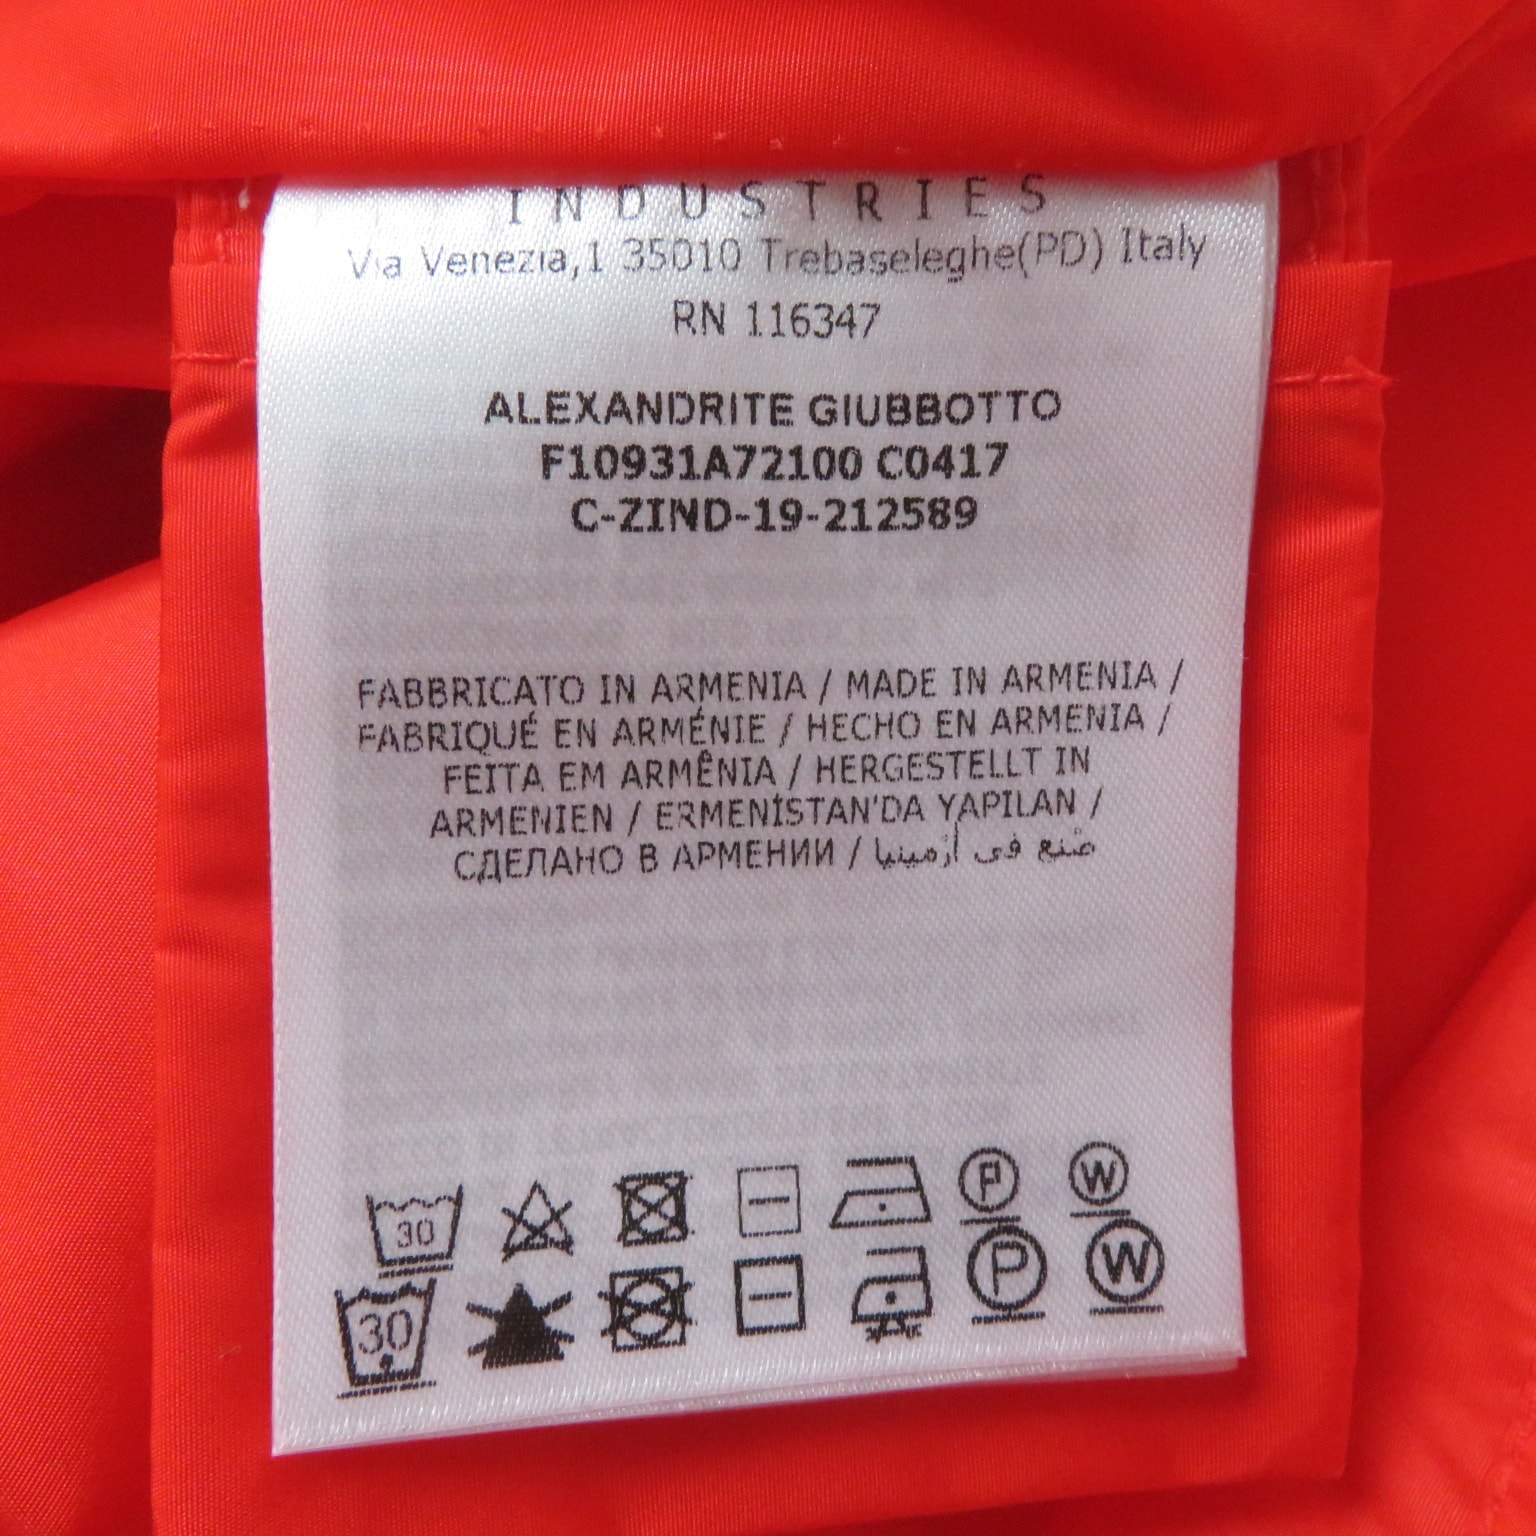 INDUSTRIES
Via Venezia,1 35010 Trebaseleghe(PD) Italy
RN 116347
ALEXANDRITE GIUBBOTTO
F10931A72100 C0417
C-ZIND-19-212589
FABBRICATO IN ARMENIA / MADE IN ARMENIA /
FABRIQUÉ EN ARMÉNIE / HECHO EN ARMENIA /
FEITA EM ARMÊNIA / HERGESTELLT IN
ARMENIEN / ERMENİSTAN'DA YAPILAN /
СДЕЛАНО В АРМЕНИИ / صنع في أرمينيا
30 P W
30 P W